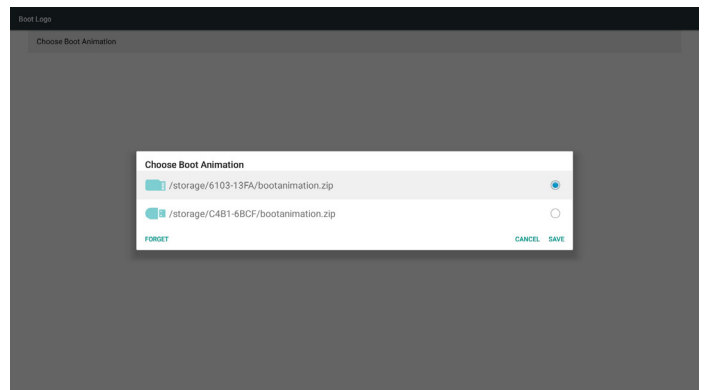 Boot Logo
Choose Boot Animation
Choose Boot Animation
/storage/6103-13FA/bootanimation.zip
/storage/C4B1-6BCF/bootanimation.zip
FORGET CANCEL SAVE